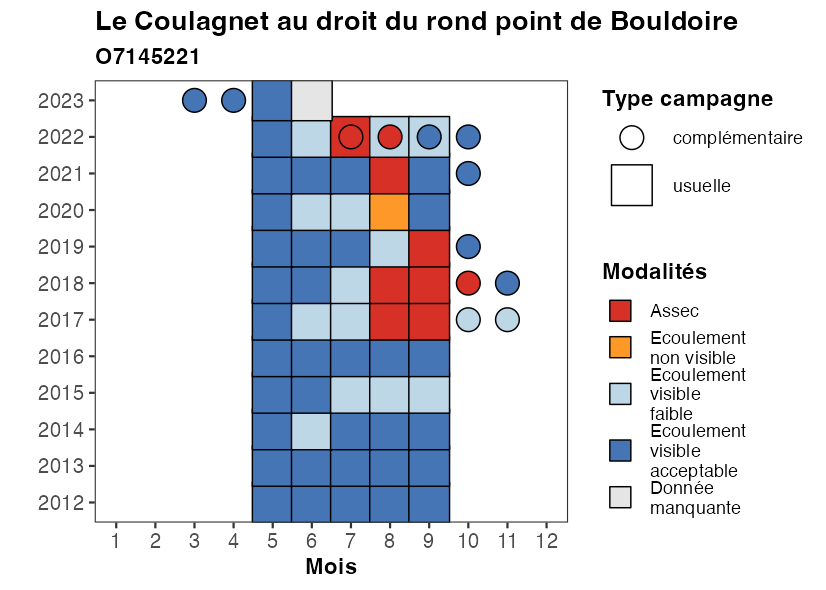 Le Coulagnet au droit du rond point de Bouldoire
O7145221
2023
2022
2021
2020
2019
2018
2017
2016
2015
2014
2013
2012
1 2 3 4 5 6 7 8 9 10 11 12
Mois
Type campagne
complémentaire
usuelle
Modalités
Assec
Ecoulement
non visible
Ecoulement
visible
faible
Ecoulement
visible
acceptable
Donnée
manquante